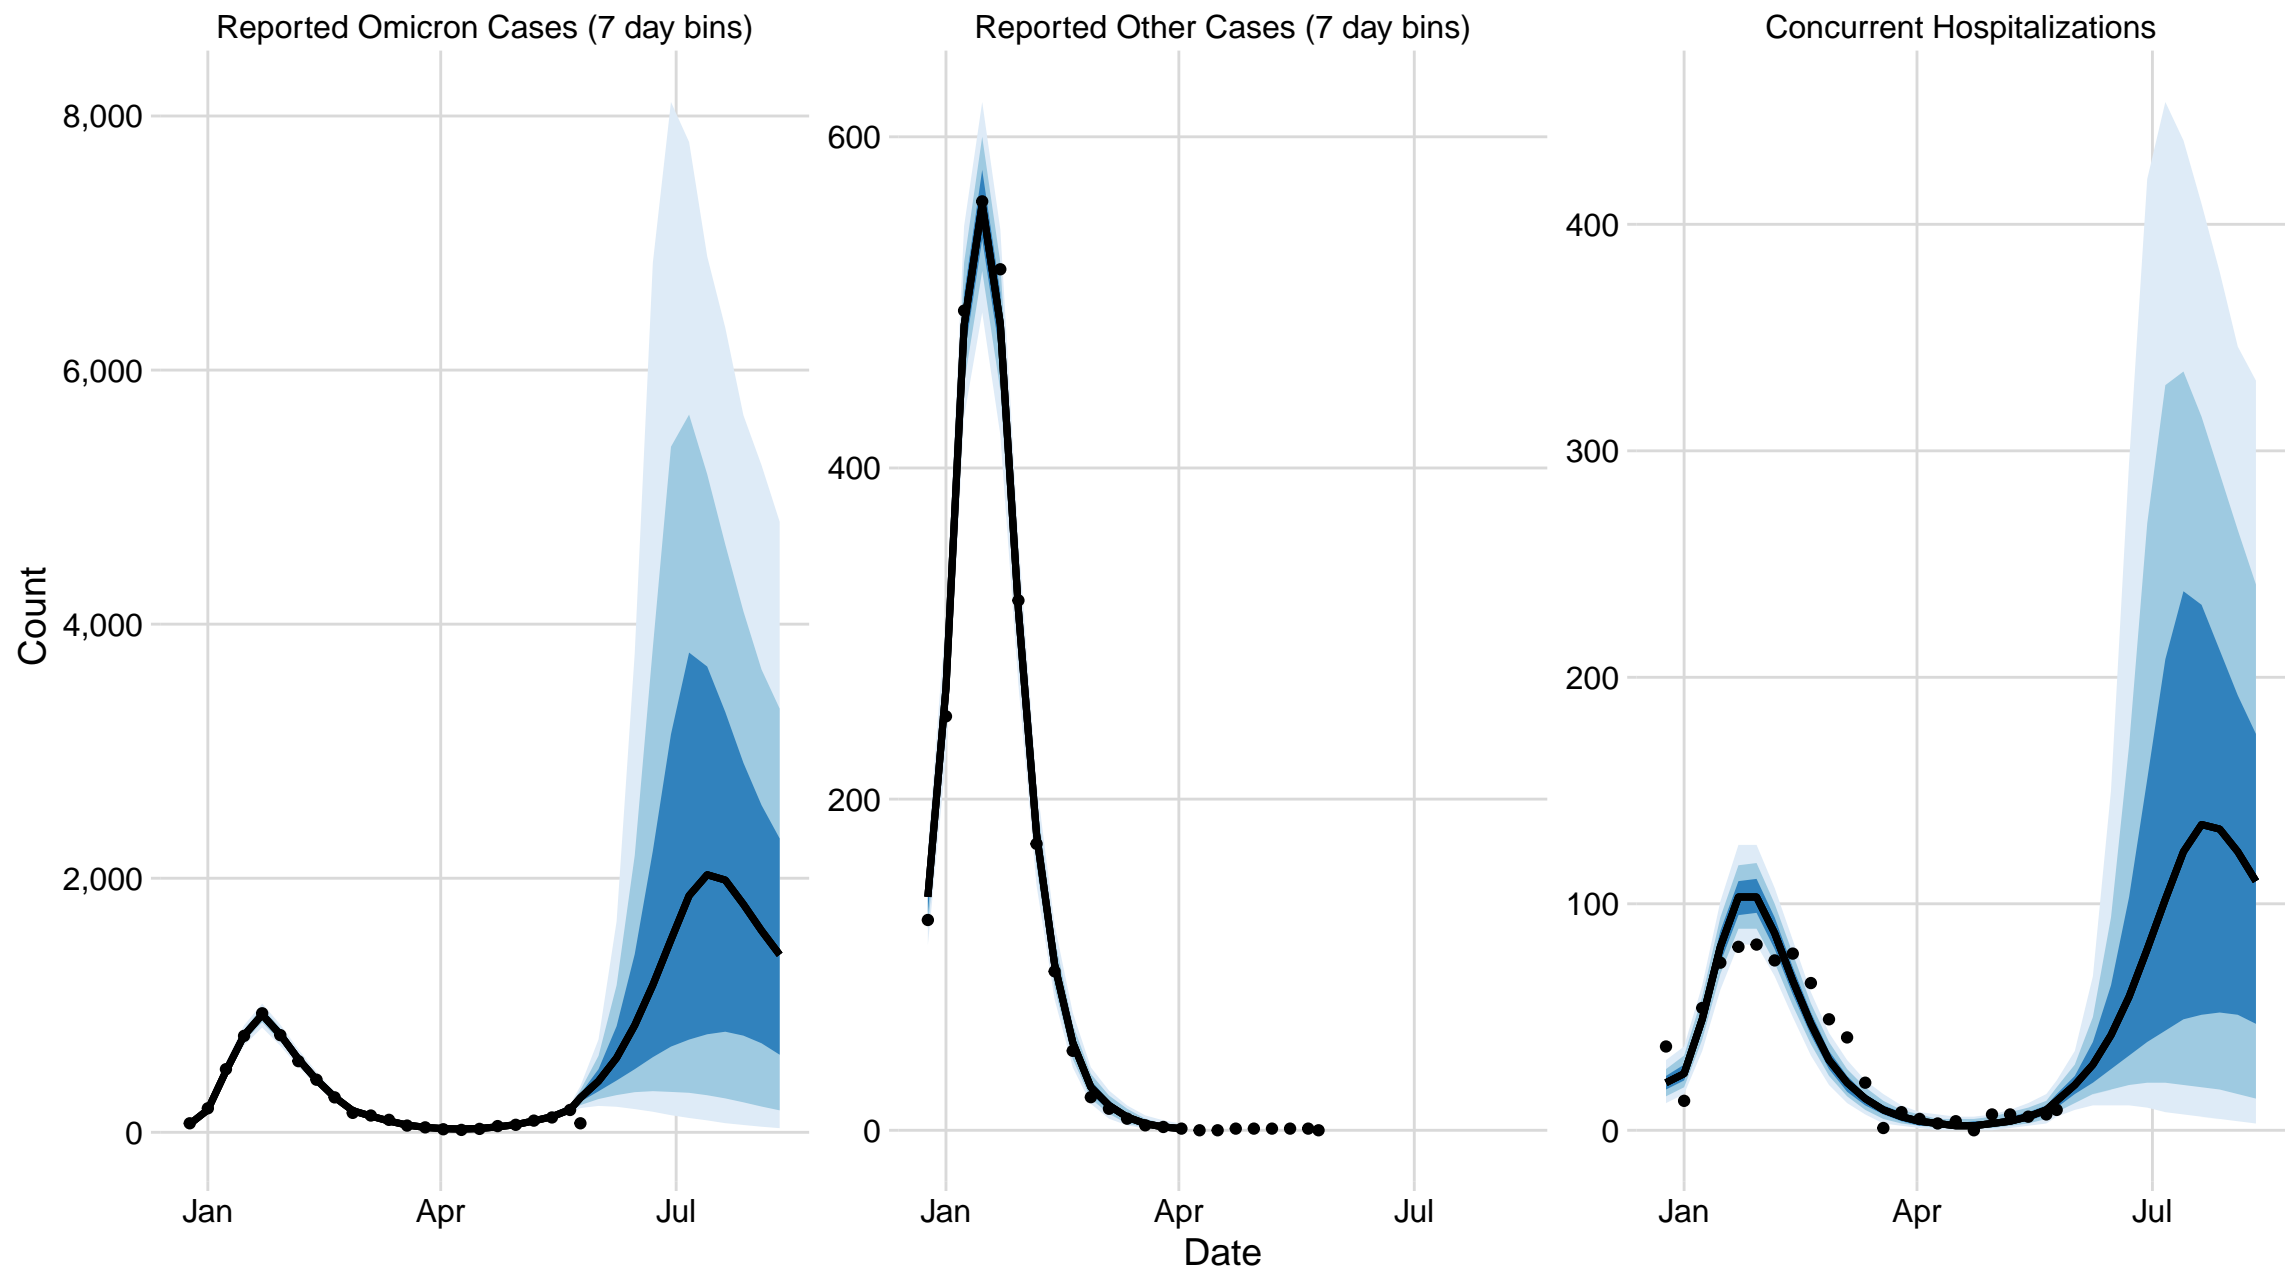 Reported Omicron Cases (7 day bins)
Reported Other Cases (7 day bins)
Concurrent Hospitalizations
Count
8,000
6,000
4,000
2,000
0
600
400
200
0
400
300
200
100
0
Jan Apr Jul
Jan Apr Jul
Jan Apr Jul
Date